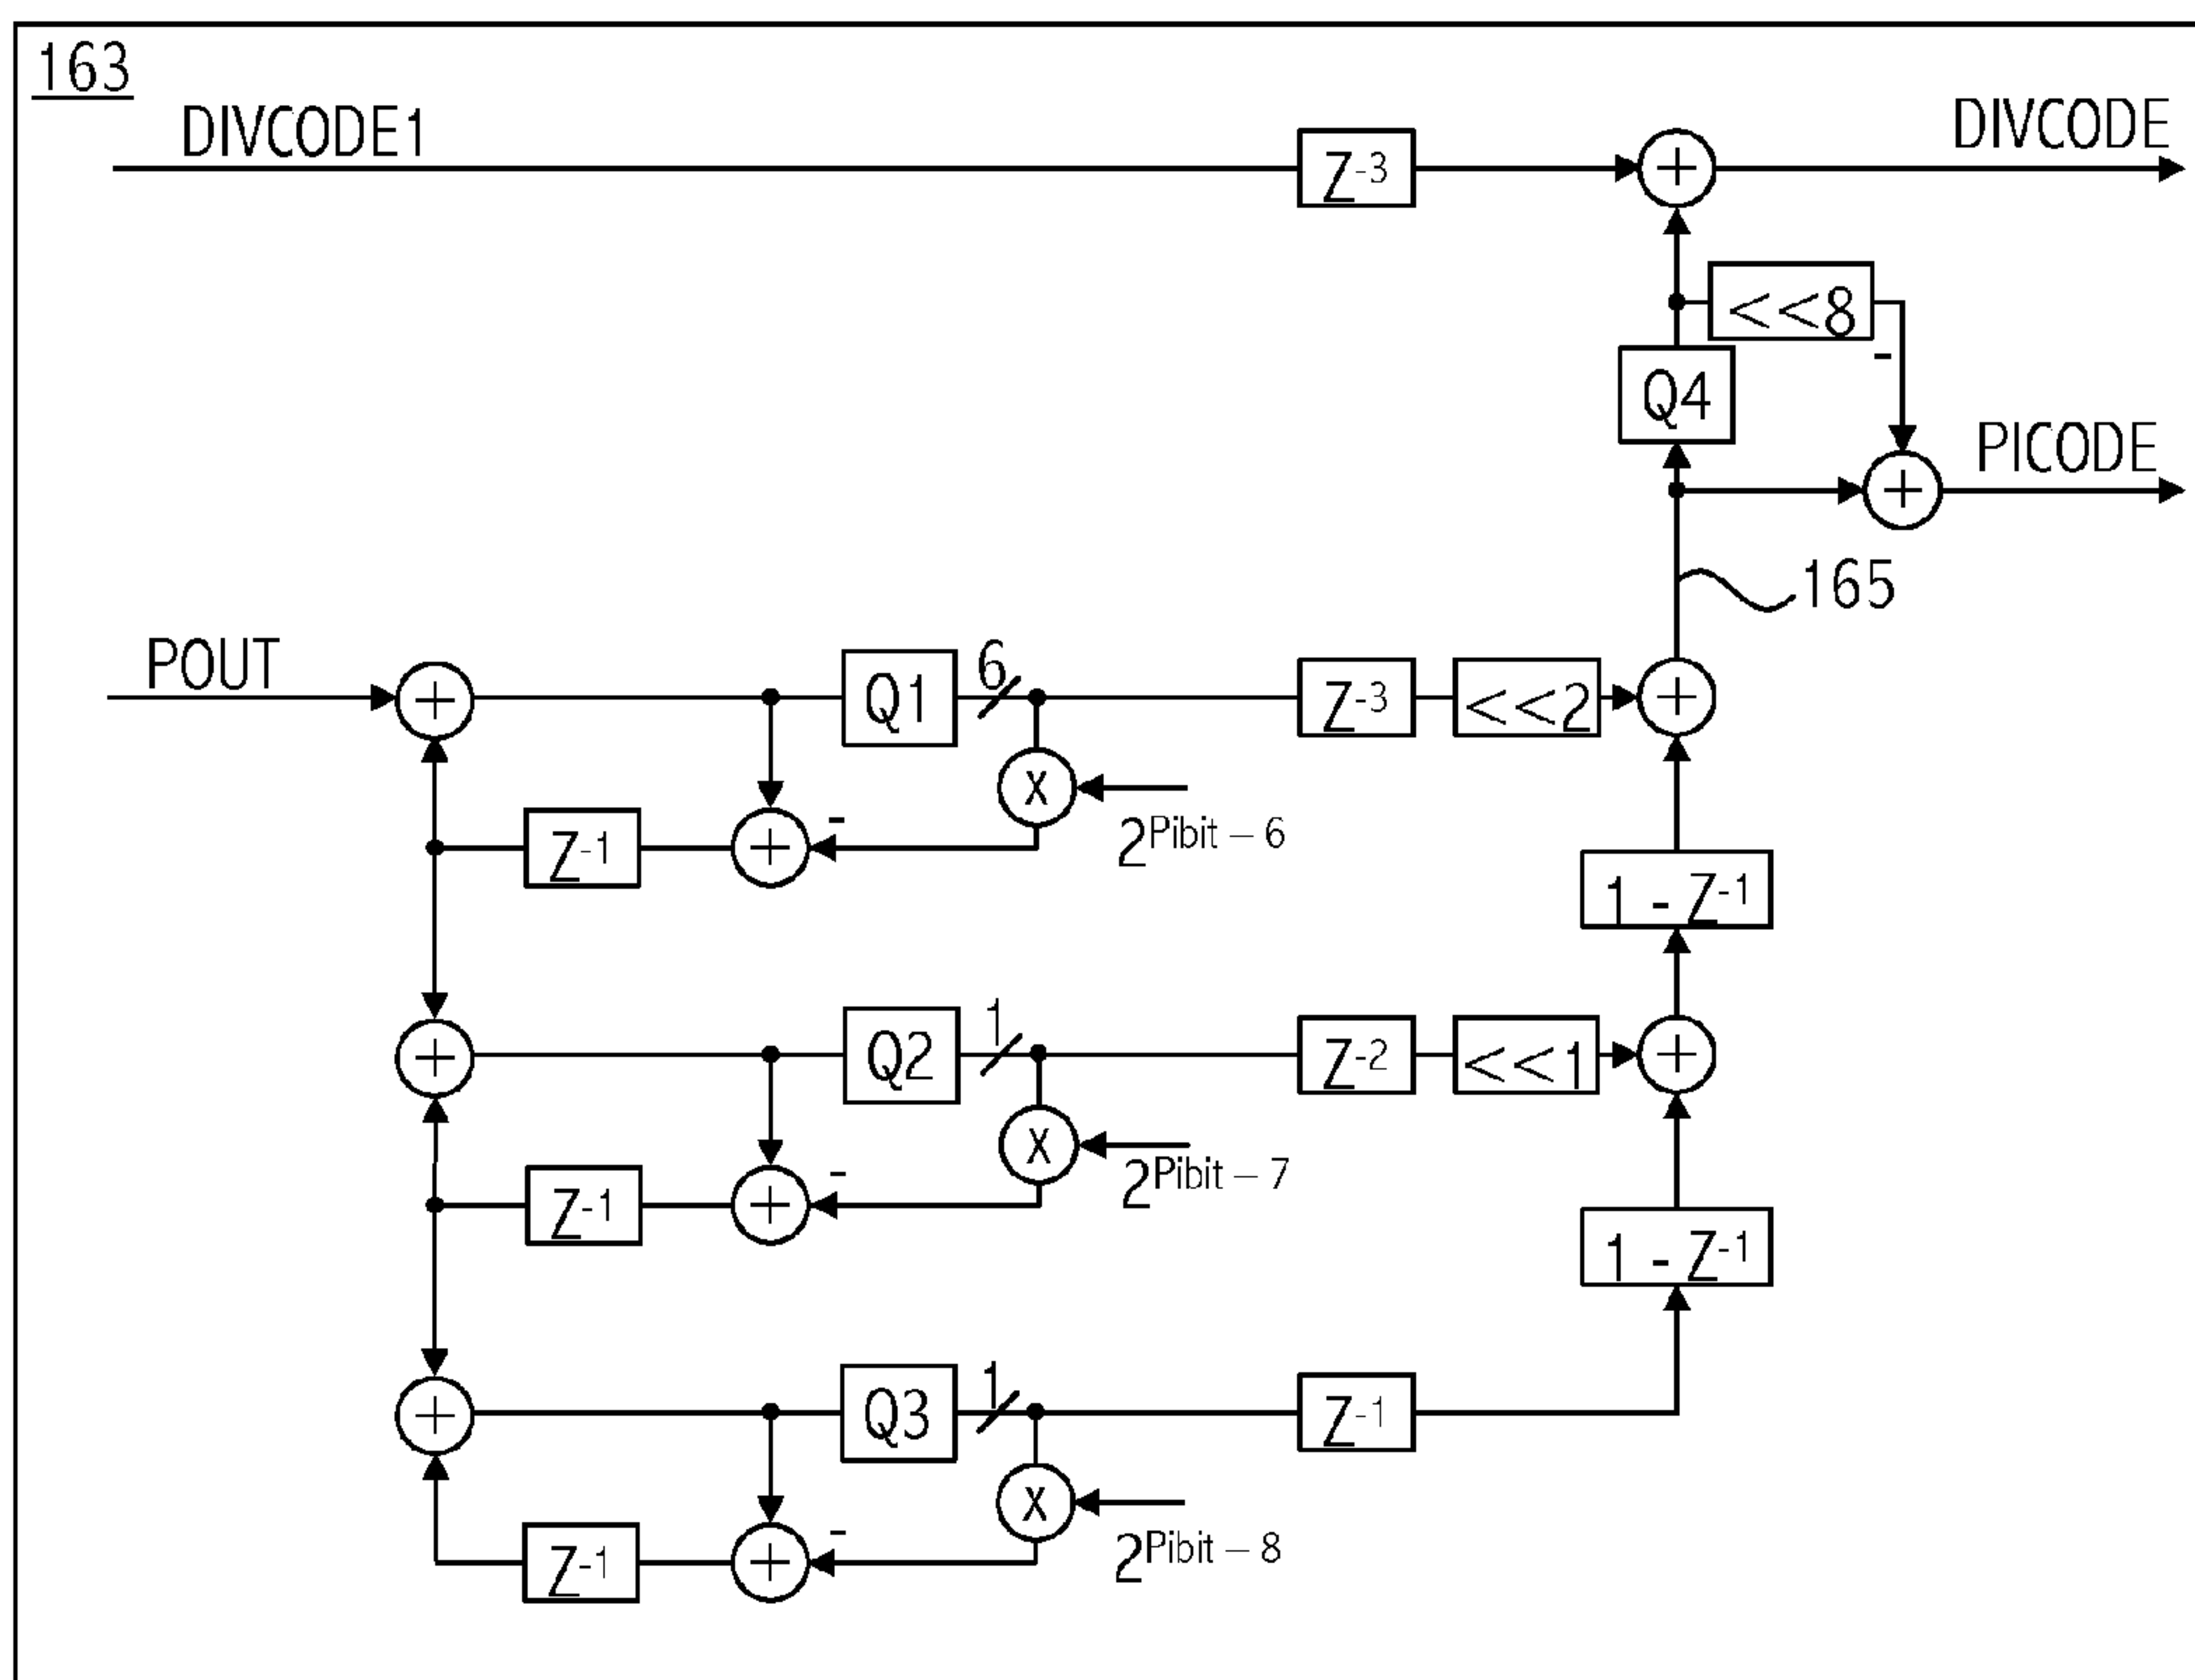 163
DIVCODE1
Z-3
+
DIVCODE
<<8
-
Q4
PICODE
+
165
POUT
+
Q1
6
Z-3
<<2
+
X
2Pibit – 6
Z-1
+
-
1 - Z-1
+
Q2
1
Z-2
<<1
+
X
2Pibit – 7
Z-1
+
-
1 - Z-1
+
Q3
1
Z-1
X
2Pibit – 8
Z-1
+
-